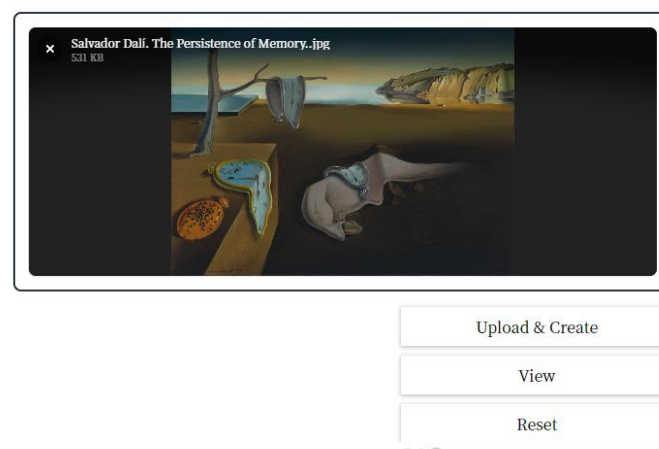 Salvador Dalí. The Persistence of Memory..jpg
531 KB
Upload & Create
View
Reset